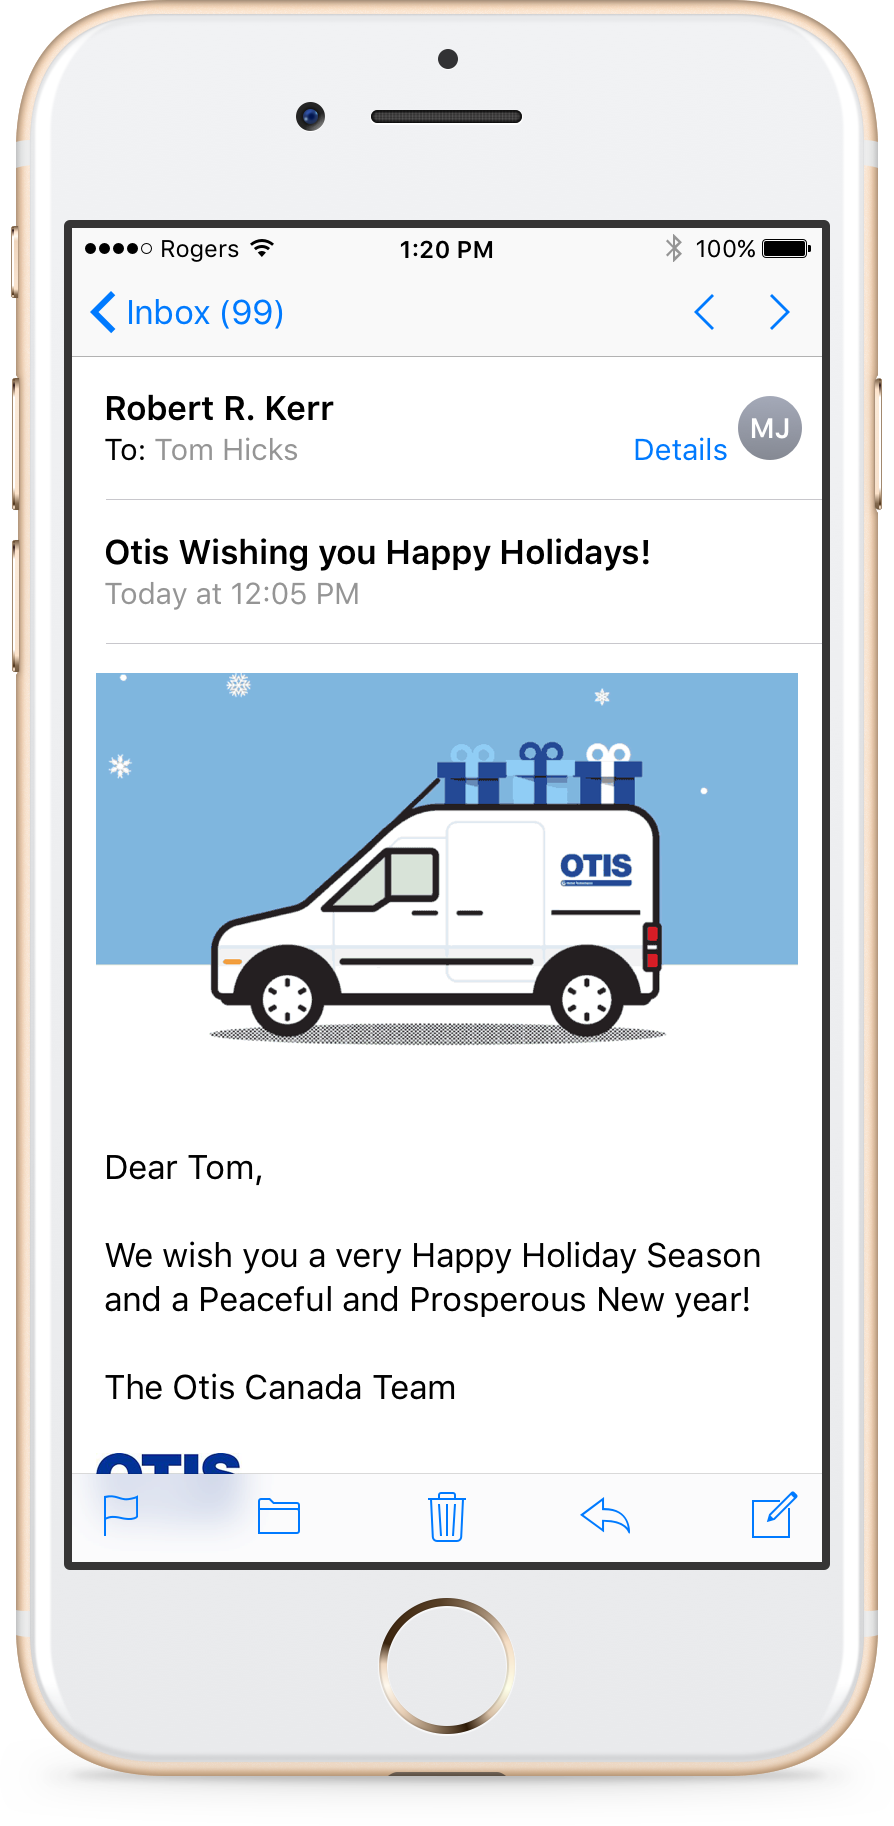 Rogers 1:20 PM 100%
Inbox (99)
Robert R. Kerr
To: Tom Hicks Details MJ
Otis Wishing you Happy Holidays!
Today at 12:05 PM
OTIS
Dear Tom,
We wish you a very Happy Holiday Season
and a Peaceful and Prosperous New year!
The Otis Canada Team
OTIS